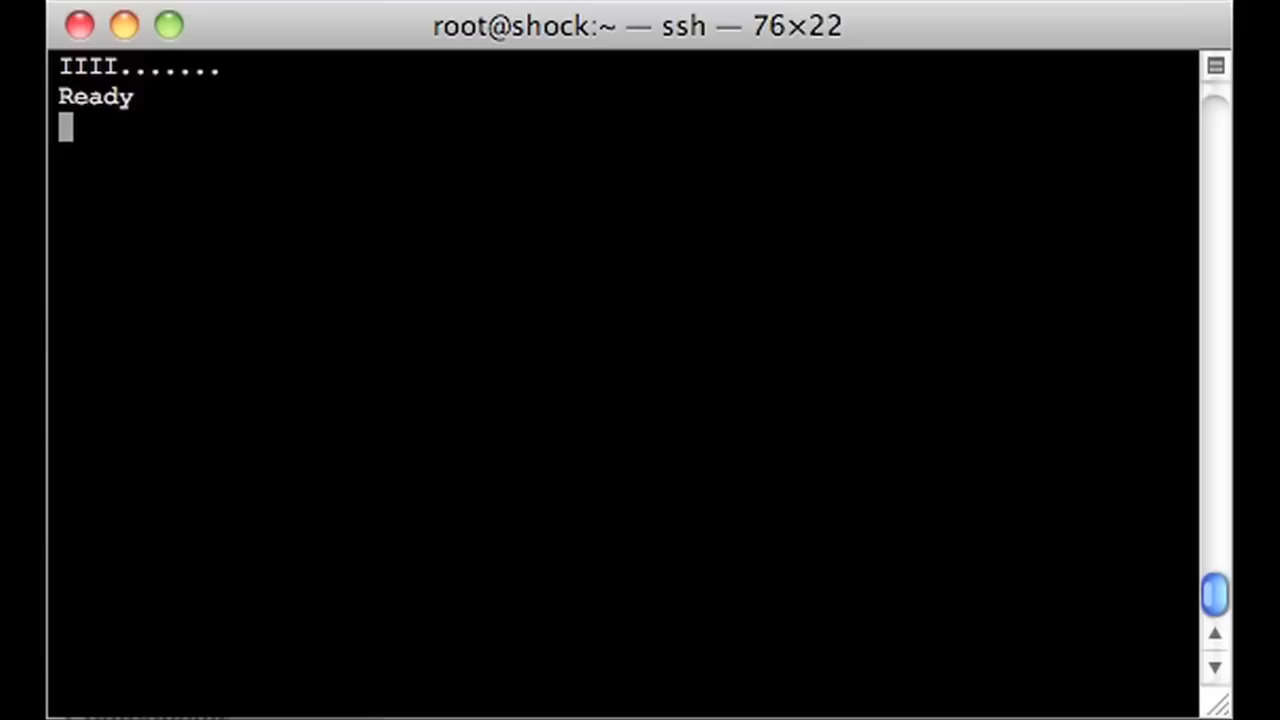 root@shock:~ — ssh — 76×22
IIII.......
Ready